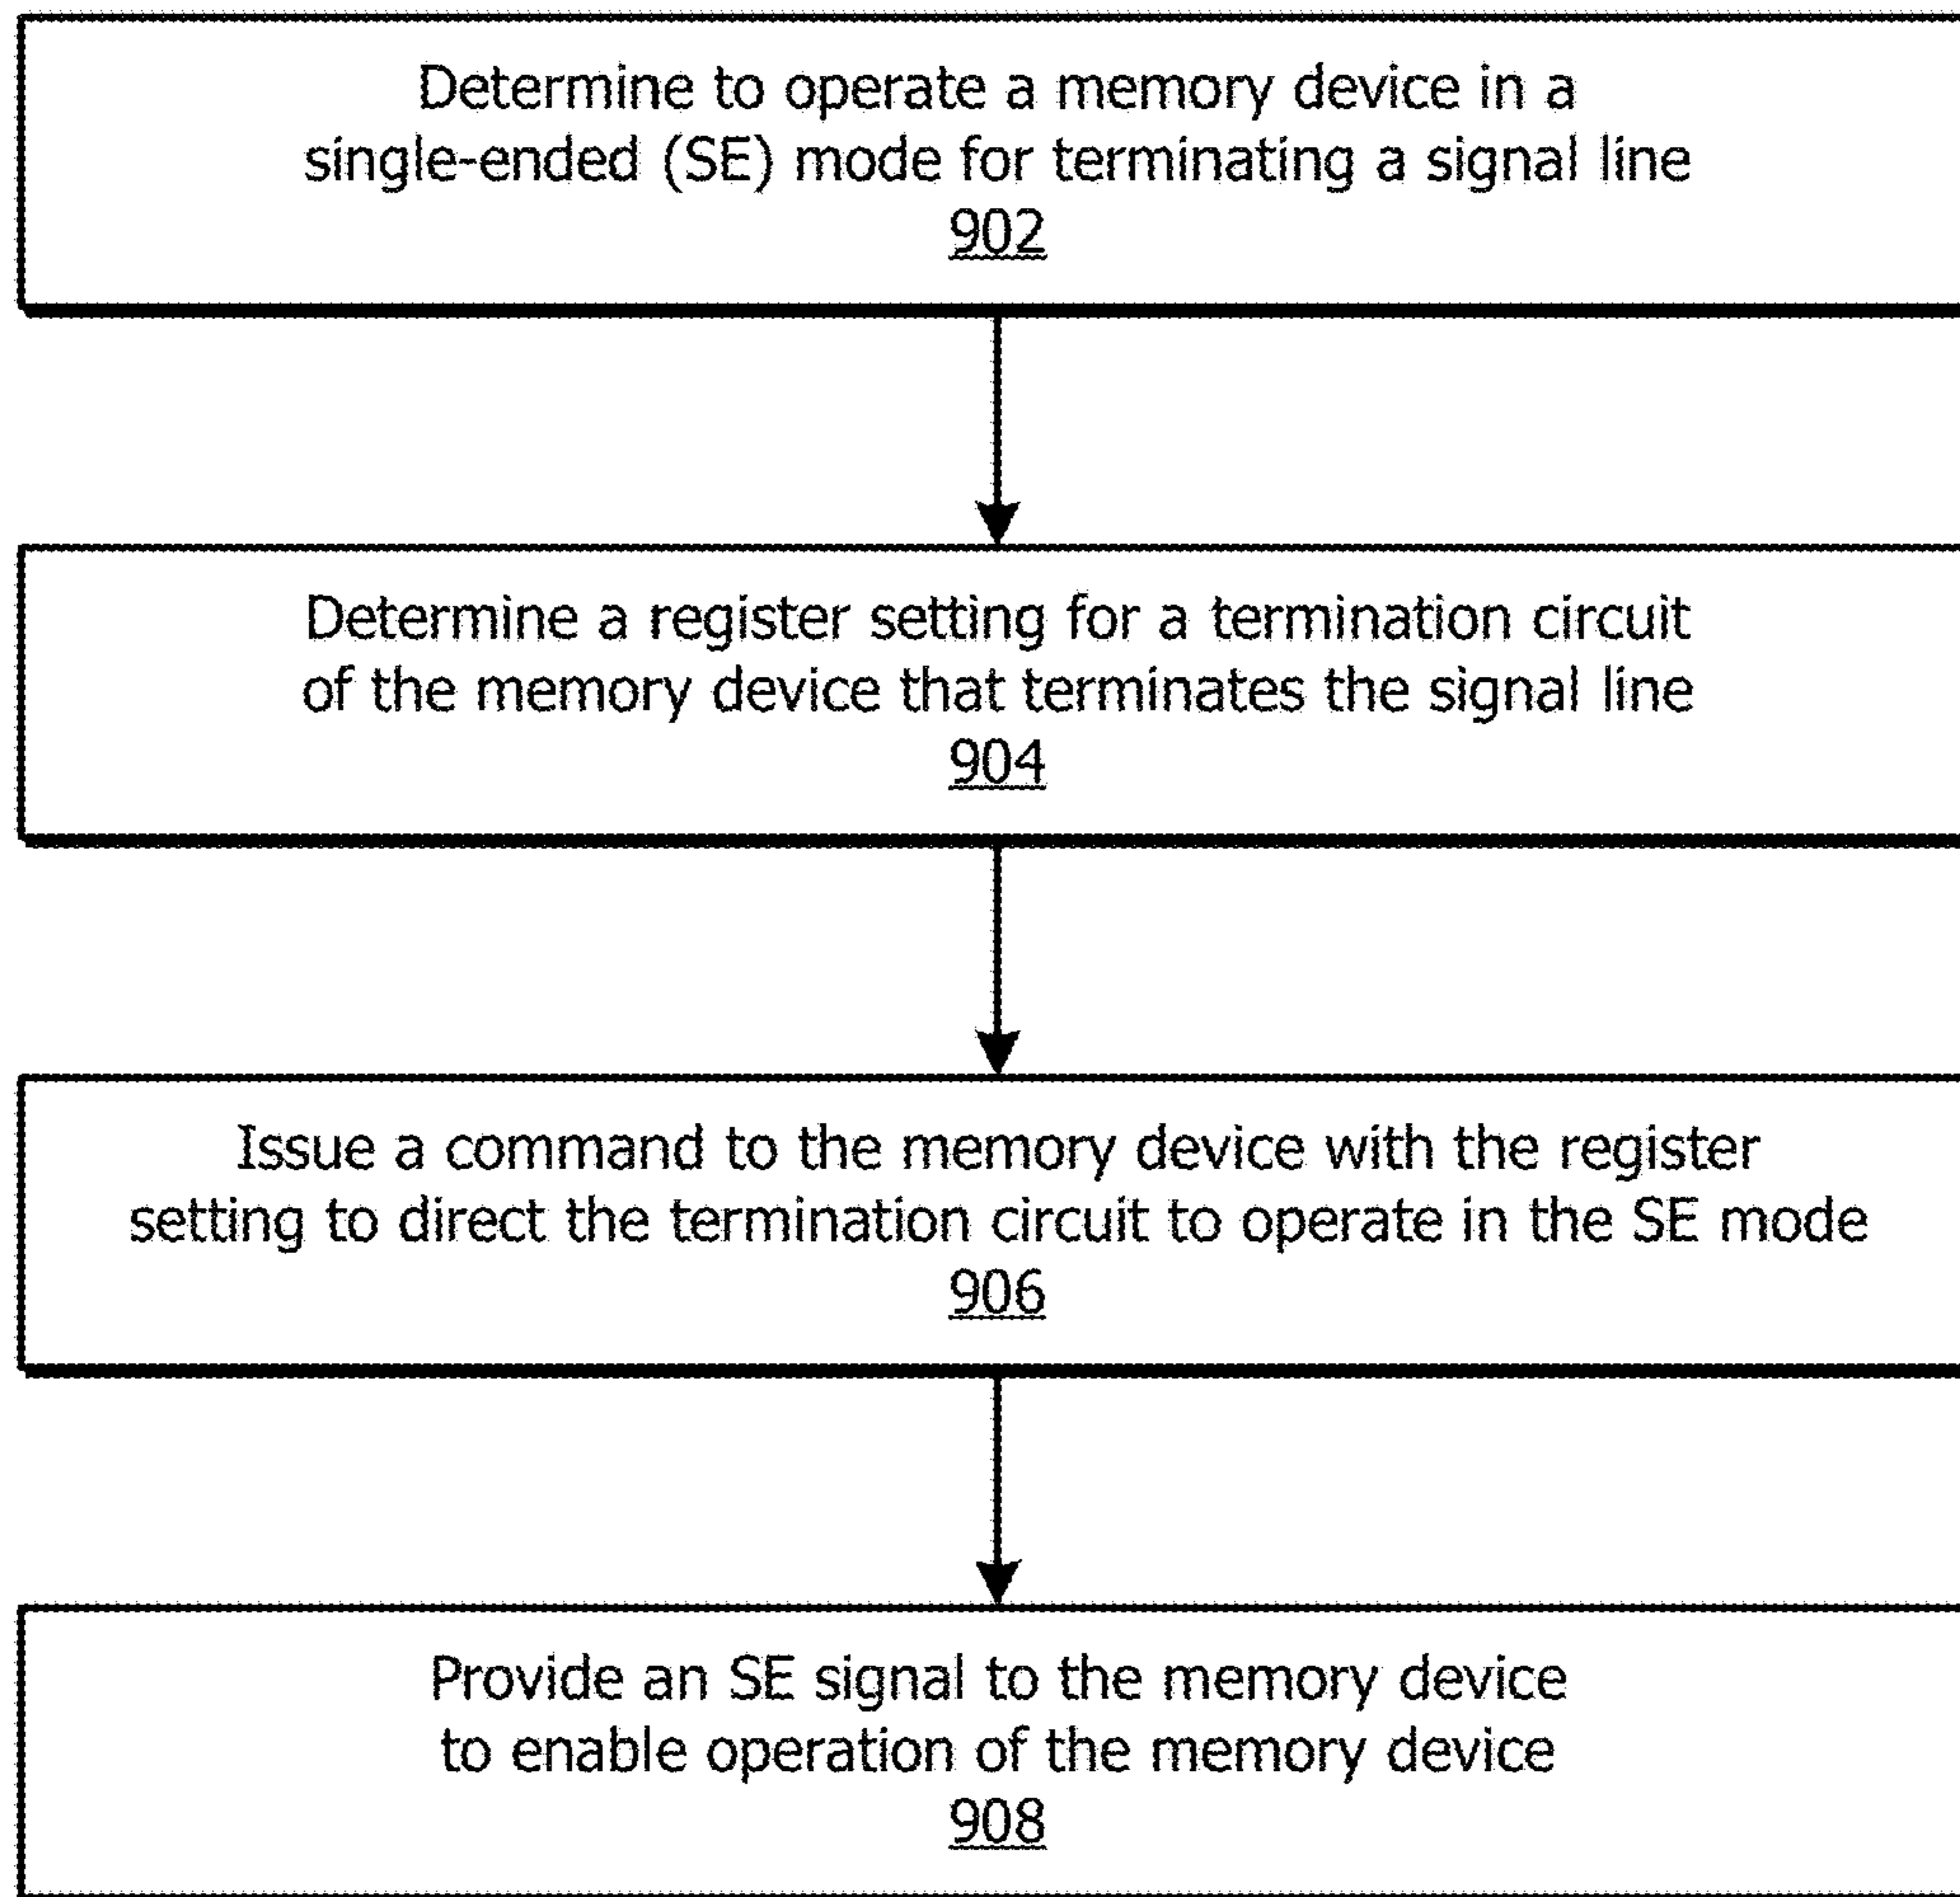 Determine to operate a memory device in a
single-ended (SE) mode for terminating a signal line
902
Determine a register setting for a termination circuit
of the memory device that terminates the signal line
904
Issue a command to the memory device with the register
setting to direct the termination circuit to operate in the SE mode
906
Provide an SE signal to the memory device
to enable operation of the memory device
908